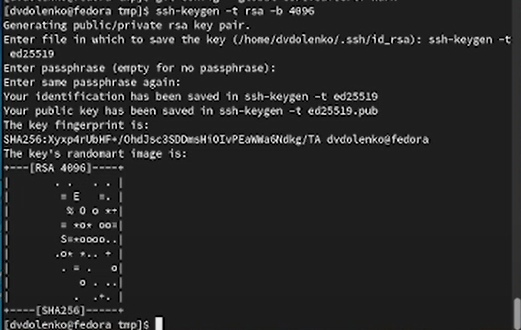 [dvdolenko@fedora tmp]$ ssh-keygen -t rsa -b 4096
Generating public/private rsa key pair.
Enter file in which to save the key (/home/dvdolenko/.ssh/id_rsa): ssh-keygen -t
ed25519
Enter passphrase (empty for no passphrase):
Enter same passphrase again:
Your identification has been saved in ssh-keygen -t ed25519
Your public key has been saved in ssh-keygen -t ed25519.pub
The key fingerprint is:
SHA256:Xyxp4rUbHF+/OhdJsc3SDDmsHiOIvPEaWWa6Ndkg/TA dvdolenko@fedora
The key's randomart image is:
+---[RSA 4096]----+
|       . .   . . |
|        = E   =. |
|         % O o *+|
|        = *o* oo=|
|        S=*oooo..|
|       .o* *.. + |
|        . = .   o|
|         o . . . |
|          . .+.  |
+----[SHA256]-----+
[dvdolenko@fedora tmp]$